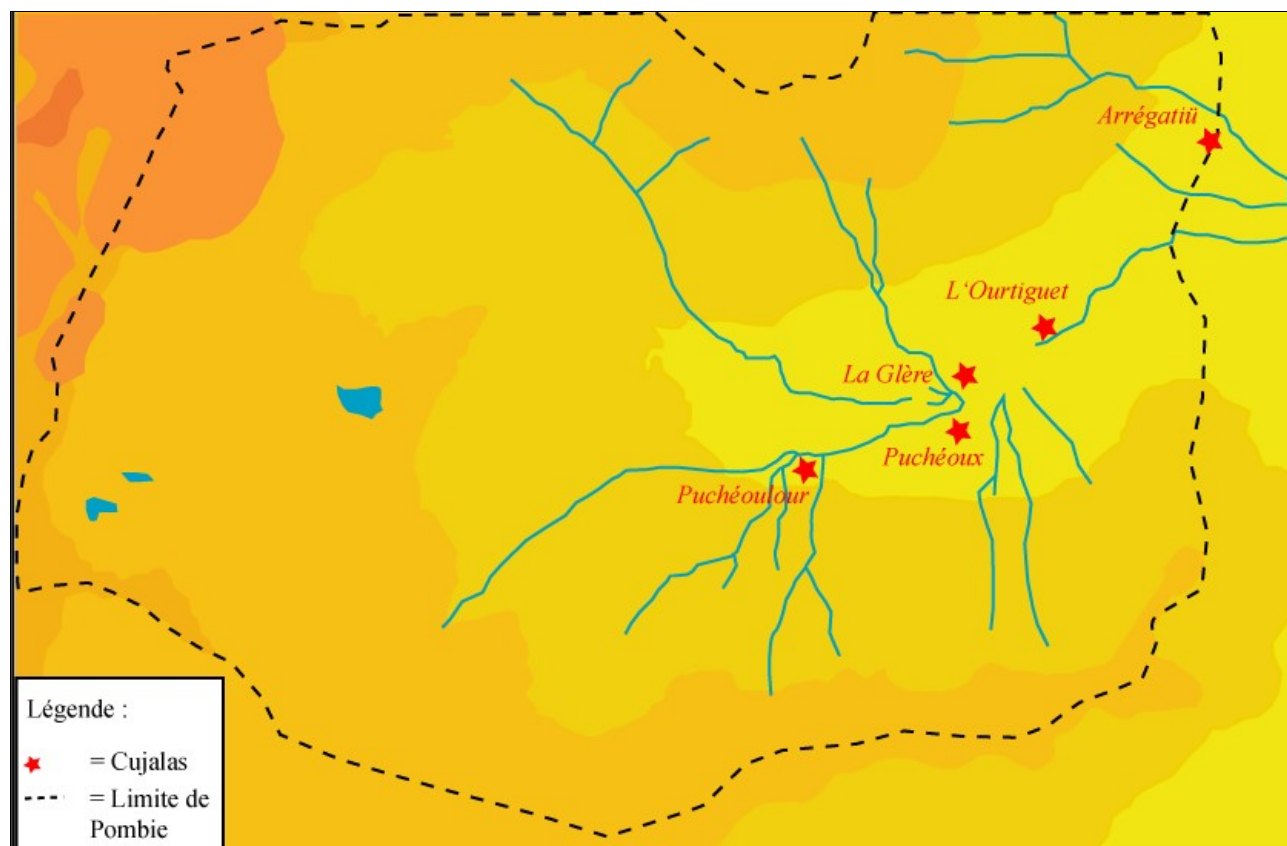 Arrégatiü
L'Ourtiguet
La Glère
Puchéoux
Puchéoulour
Légende :
= Cujalas
= Limite de
Pombie